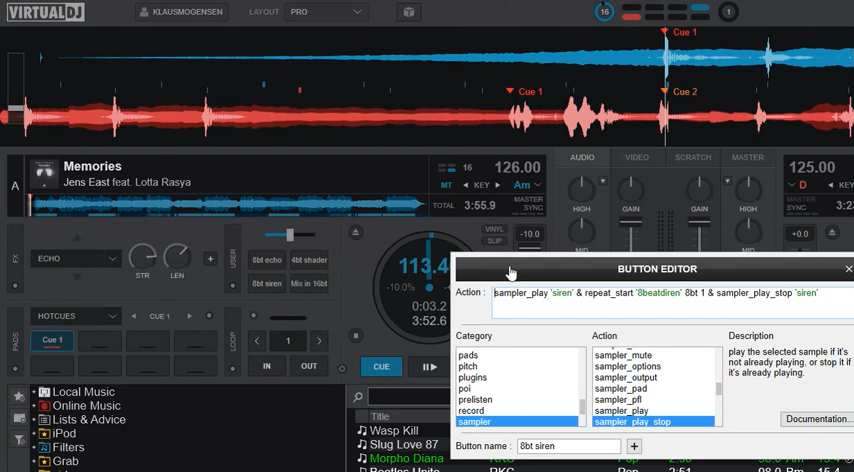 VIRTUALDJ
KLAUSMOGENSEN
LAYOUT PRO
16
1
Cue 1
Cue 1
Cue 2
A
Memories
Jens East feat. Lotta Rasya
16 126.00
MT KEY Am
TOTAL 3:55.9
MASTER SYNC
AUDIO VIDEO SCRATCH MASTER
HIGH GAIN GAIN HIGH
MID MID
125.00
D KEY
MASTER SYNC 3:2
+0.0
FX
ECHO
STR LEN
USER
8bt echo 4bt shader
8bt siren Mix in 16bt
VINYL
SLIP
-10.0
113.4
-10.0%
0:03.2
3:52.6
PADS
HOTCUES CUE 1
Cue 1
LOOP
1
IN OUT
CUE
BUTTON EDITOR
Action : sampler_play 'siren' & repeat_start '8beatdiren' 8bt 1 & sampler_play_stop 'siren'
Category Action Description
pads
pitch
plugins
poi
prelisten
record
sampler
sampler_mute
sampler_options
sampler_output
sampler_pad
sampler_pfl
sampler_play
sampler_play_stop
play the selected sample if it's
not already playing, or stop it if
it's already playing.
Documentation...
Button name : 8bt siren +
Local Music
Online Music
Lists & Advice
iPod
Filters
Grab
Title
Wasp Kill
Slug Love 87
Morpho Diana
Beatles Unite